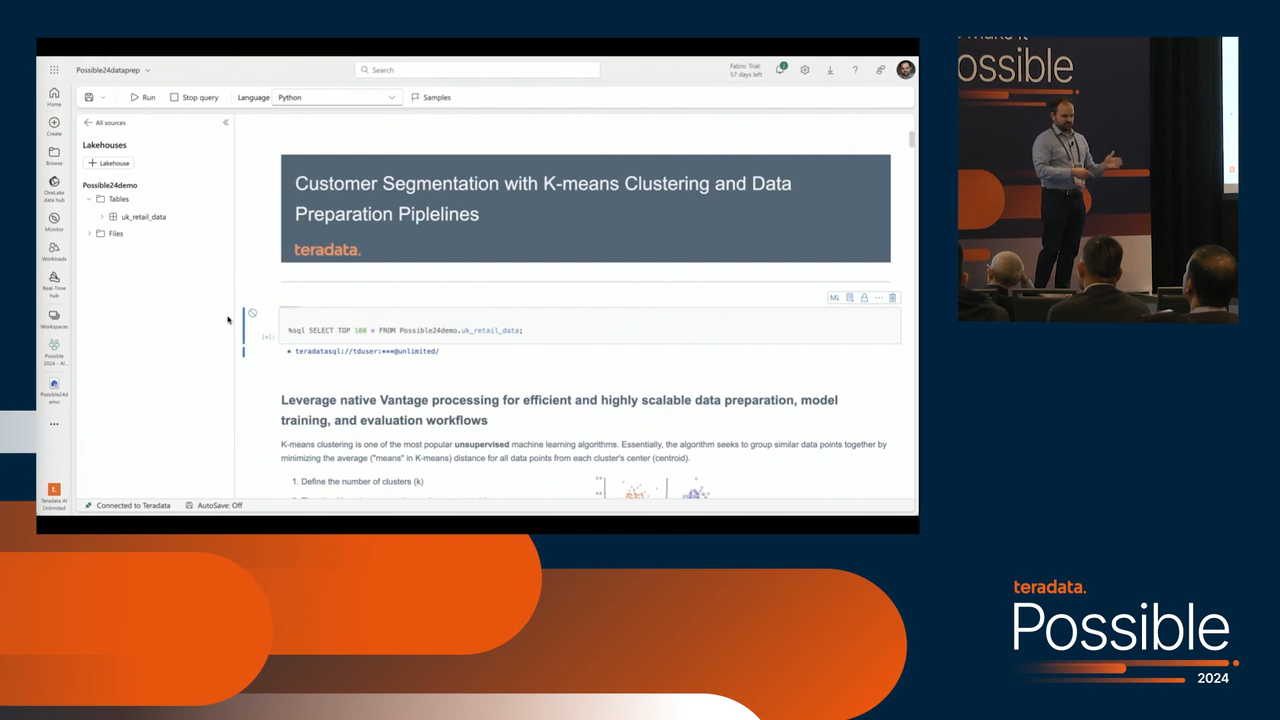 Possible24dataprep
Search
Fabric Trial:
57 days left
2
Run
Stop query
Language
Python
Samples
Home
Create
Browse
OneLake
data hub
Monitor
Workloads
Real-Time
hub
Workspaces
Possible
2024 - AI...
Possible24d
emo
Teradata AI
Unlimited
All sources
Lakehouses
Lakehouse
Possible24demo
Tables
uk_retail_data
Files
Customer Segmentation with K-means Clustering and Data
Preparation Piplelines
teradata.
[*]:
%sql SELECT TOP 100 * FROM Possible24demo.uk_retail_data;
teradatasql://tduser:***@unlimited/
Leverage native Vantage processing for efficient and highly scalable data preparation, model
training, and evaluation workflows
K-means clustering is one of the most popular unsupervised machine learning algorithms. Essentially, the algorithm seeks to group similar data points together by
minimizing the average ("means" in K-means) distance for all data points from each cluster's center (centroid).
1. Define the number of clusters (k)
Connected to Teradata
AutoSave: Off
ossible
teradata.
Possible
2024